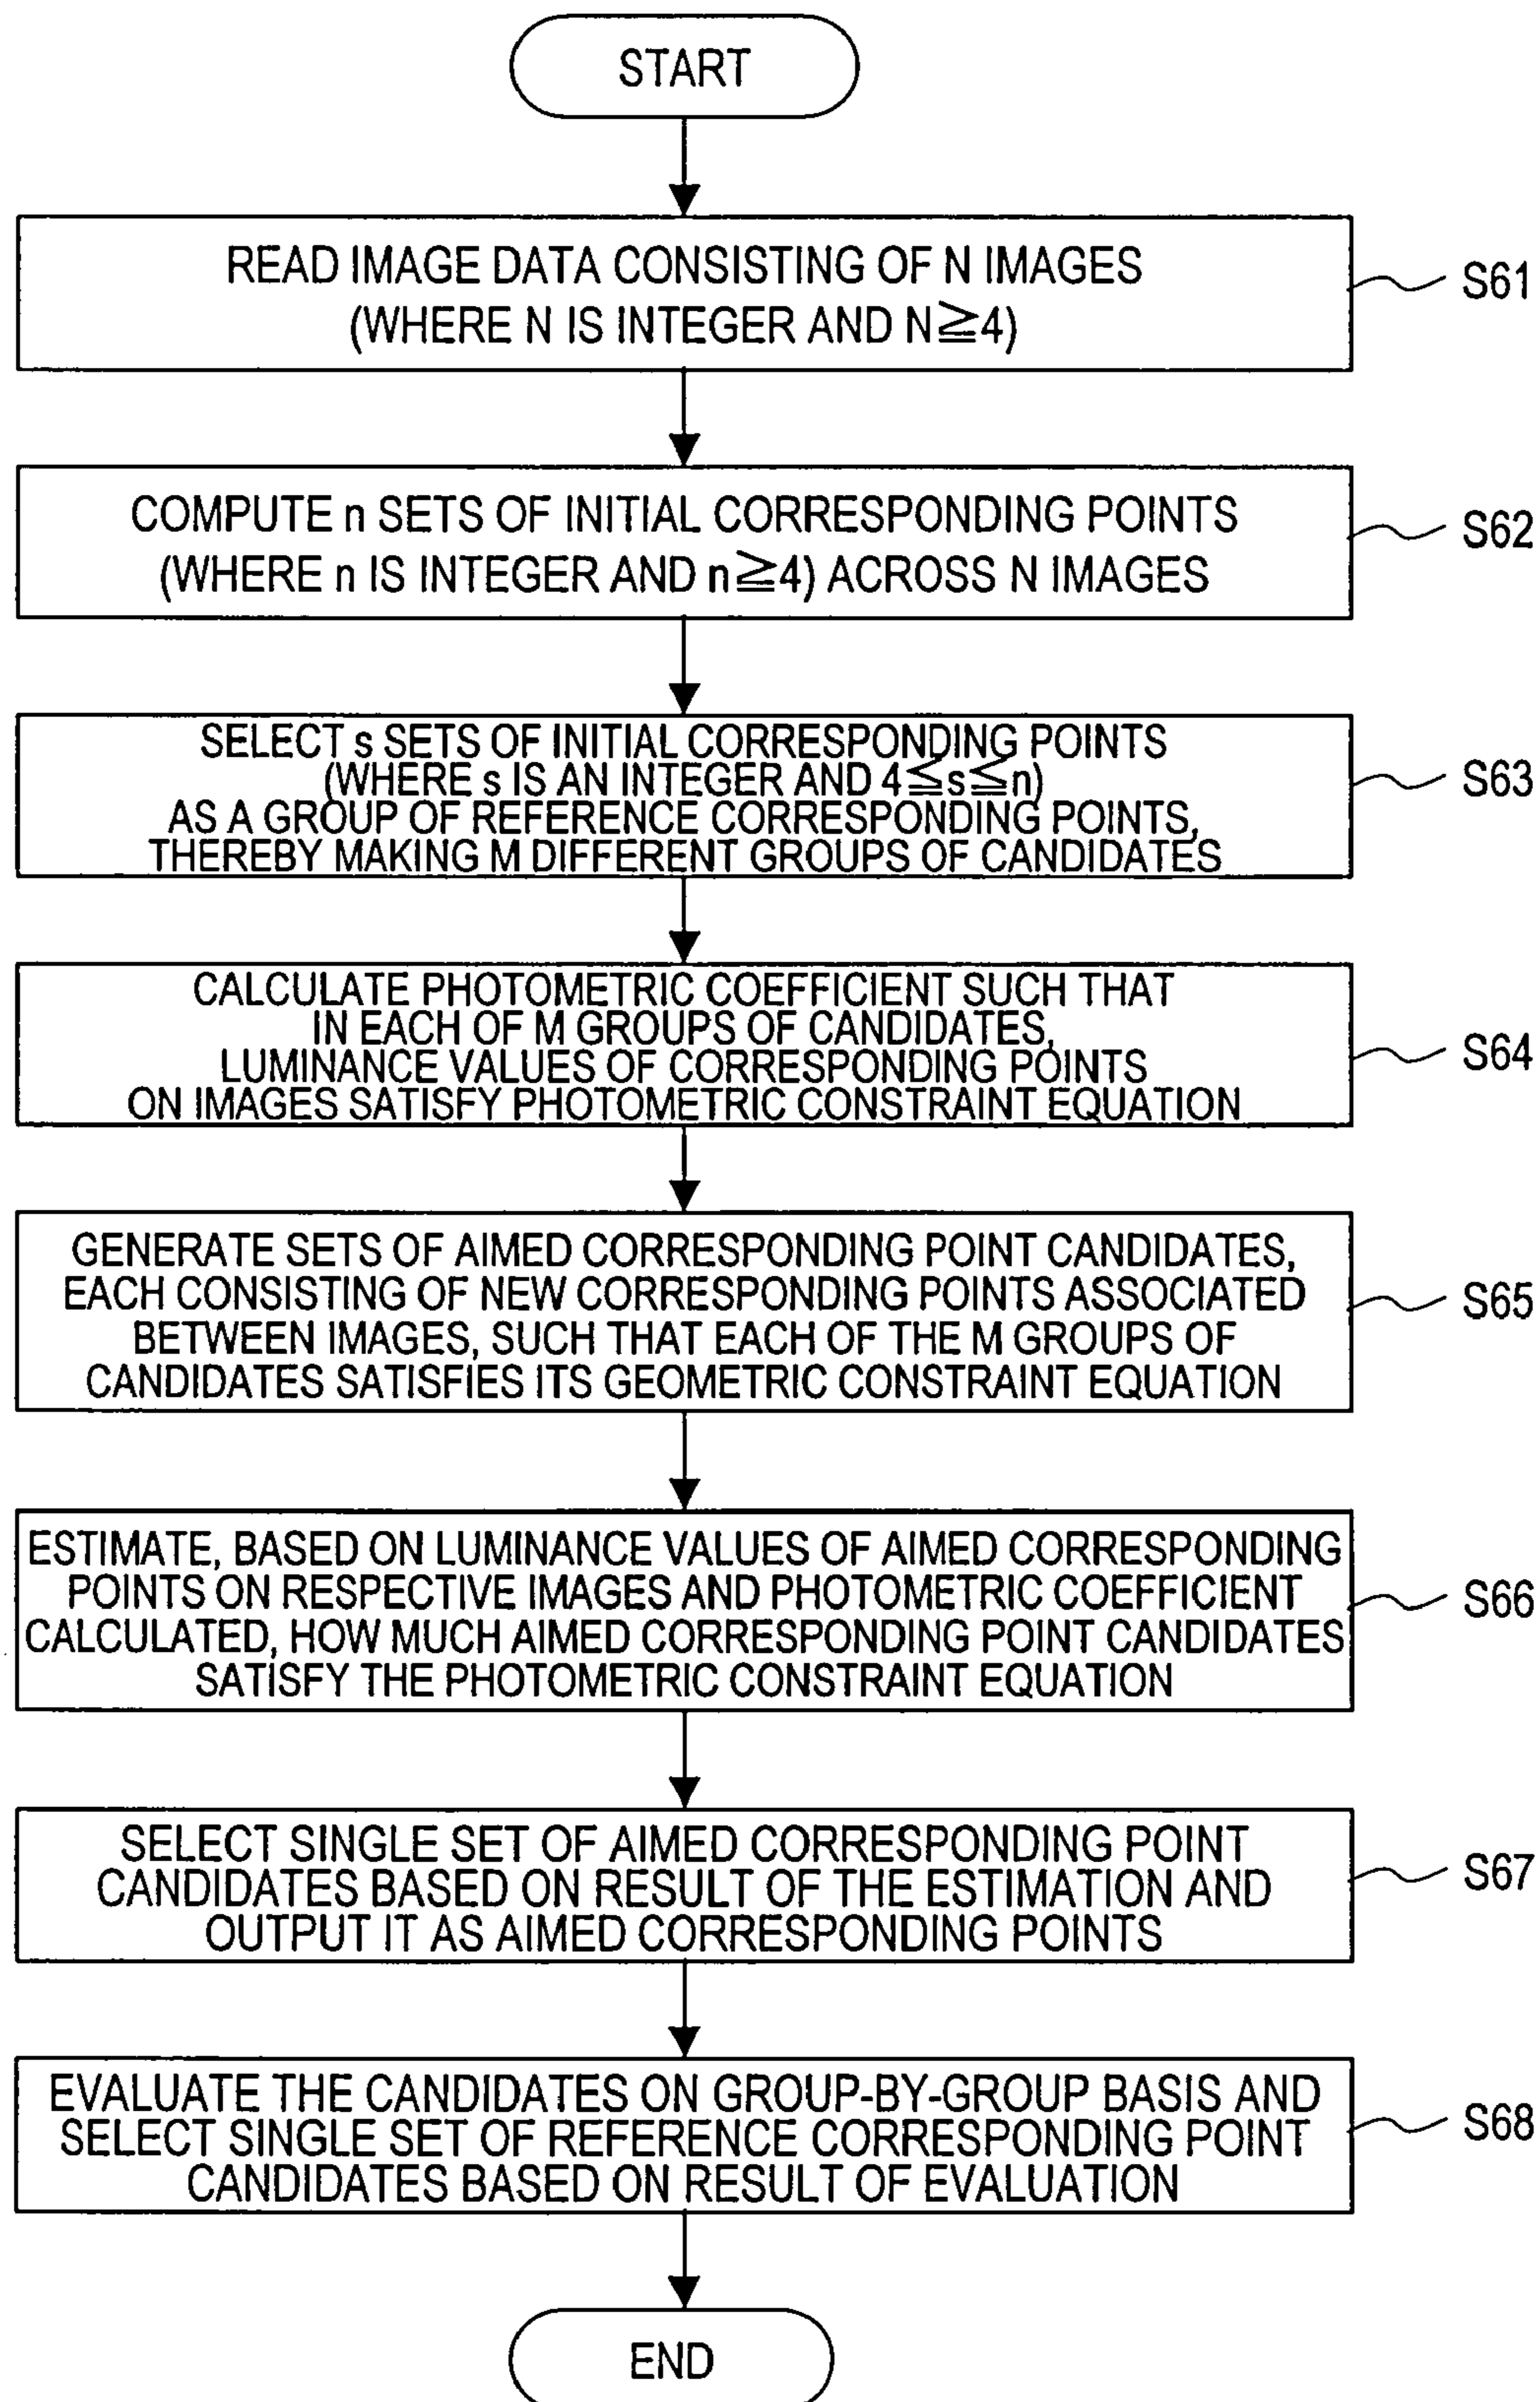 START
READ IMAGE DATA CONSISTING OF N IMAGES
(WHERE N IS INTEGER AND N≧4)
S61
COMPUTE n SETS OF INITIAL CORRESPONDING POINTS
(WHERE n IS INTEGER AND n≧4) ACROSS N IMAGES
S62
SELECT s SETS OF INITIAL CORRESPONDING POINTS
(WHERE s IS AN INTEGER AND 4≦s≦n)
AS A GROUP OF REFERENCE CORRESPONDING POINTS,
THEREBY MAKING M DIFFERENT GROUPS OF CANDIDATES
S63
CALCULATE PHOTOMETRIC COEFFICIENT SUCH THAT
IN EACH OF M GROUPS OF CANDIDATES,
LUMINANCE VALUES OF CORRESPONDING POINTS
ON IMAGES SATISFY PHOTOMETRIC CONSTRAINT EQUATION
S64
GENERATE SETS OF AIMED CORRESPONDING POINT CANDIDATES,
EACH CONSISTING OF NEW CORRESPONDING POINTS ASSOCIATED
BETWEEN IMAGES, SUCH THAT EACH OF THE M GROUPS OF
CANDIDATES SATISFIES ITS GEOMETRIC CONSTRAINT EQUATION
S65
ESTIMATE, BASED ON LUMINANCE VALUES OF AIMED CORRESPONDING
POINTS ON RESPECTIVE IMAGES AND PHOTOMETRIC COEFFICIENT
CALCULATED, HOW MUCH AIMED CORRESPONDING POINT CANDIDATES
SATISFY THE PHOTOMETRIC CONSTRAINT EQUATION
S66
SELECT SINGLE SET OF AIMED CORRESPONDING POINT
CANDIDATES BASED ON RESULT OF THE ESTIMATION AND
OUTPUT IT AS AIMED CORRESPONDING POINTS
S67
EVALUATE THE CANDIDATES ON GROUP-BY-GROUP BASIS AND
SELECT SINGLE SET OF REFERENCE CORRESPONDING POINT
CANDIDATES BASED ON RESULT OF EVALUATION
S68
END